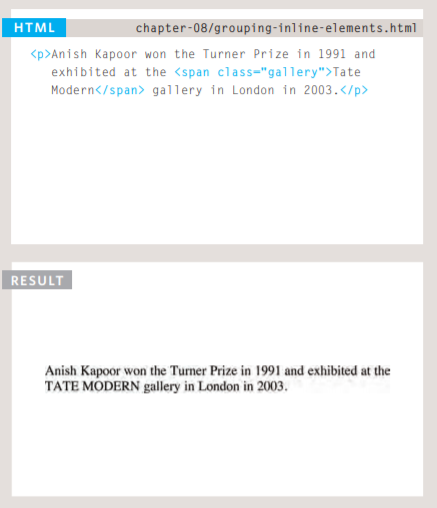 HTML chapter-08/grouping-inline-elements.html
<p>Anish Kapoor won the Turner Prize in 1991 and
exhibited at the <span class="gallery">Tate
Modern</span> gallery in London in 2003.</p>
RESULT
Anish Kapoor won the Turner Prize in 1991 and exhibited at the
TATE MODERN gallery in London in 2003.